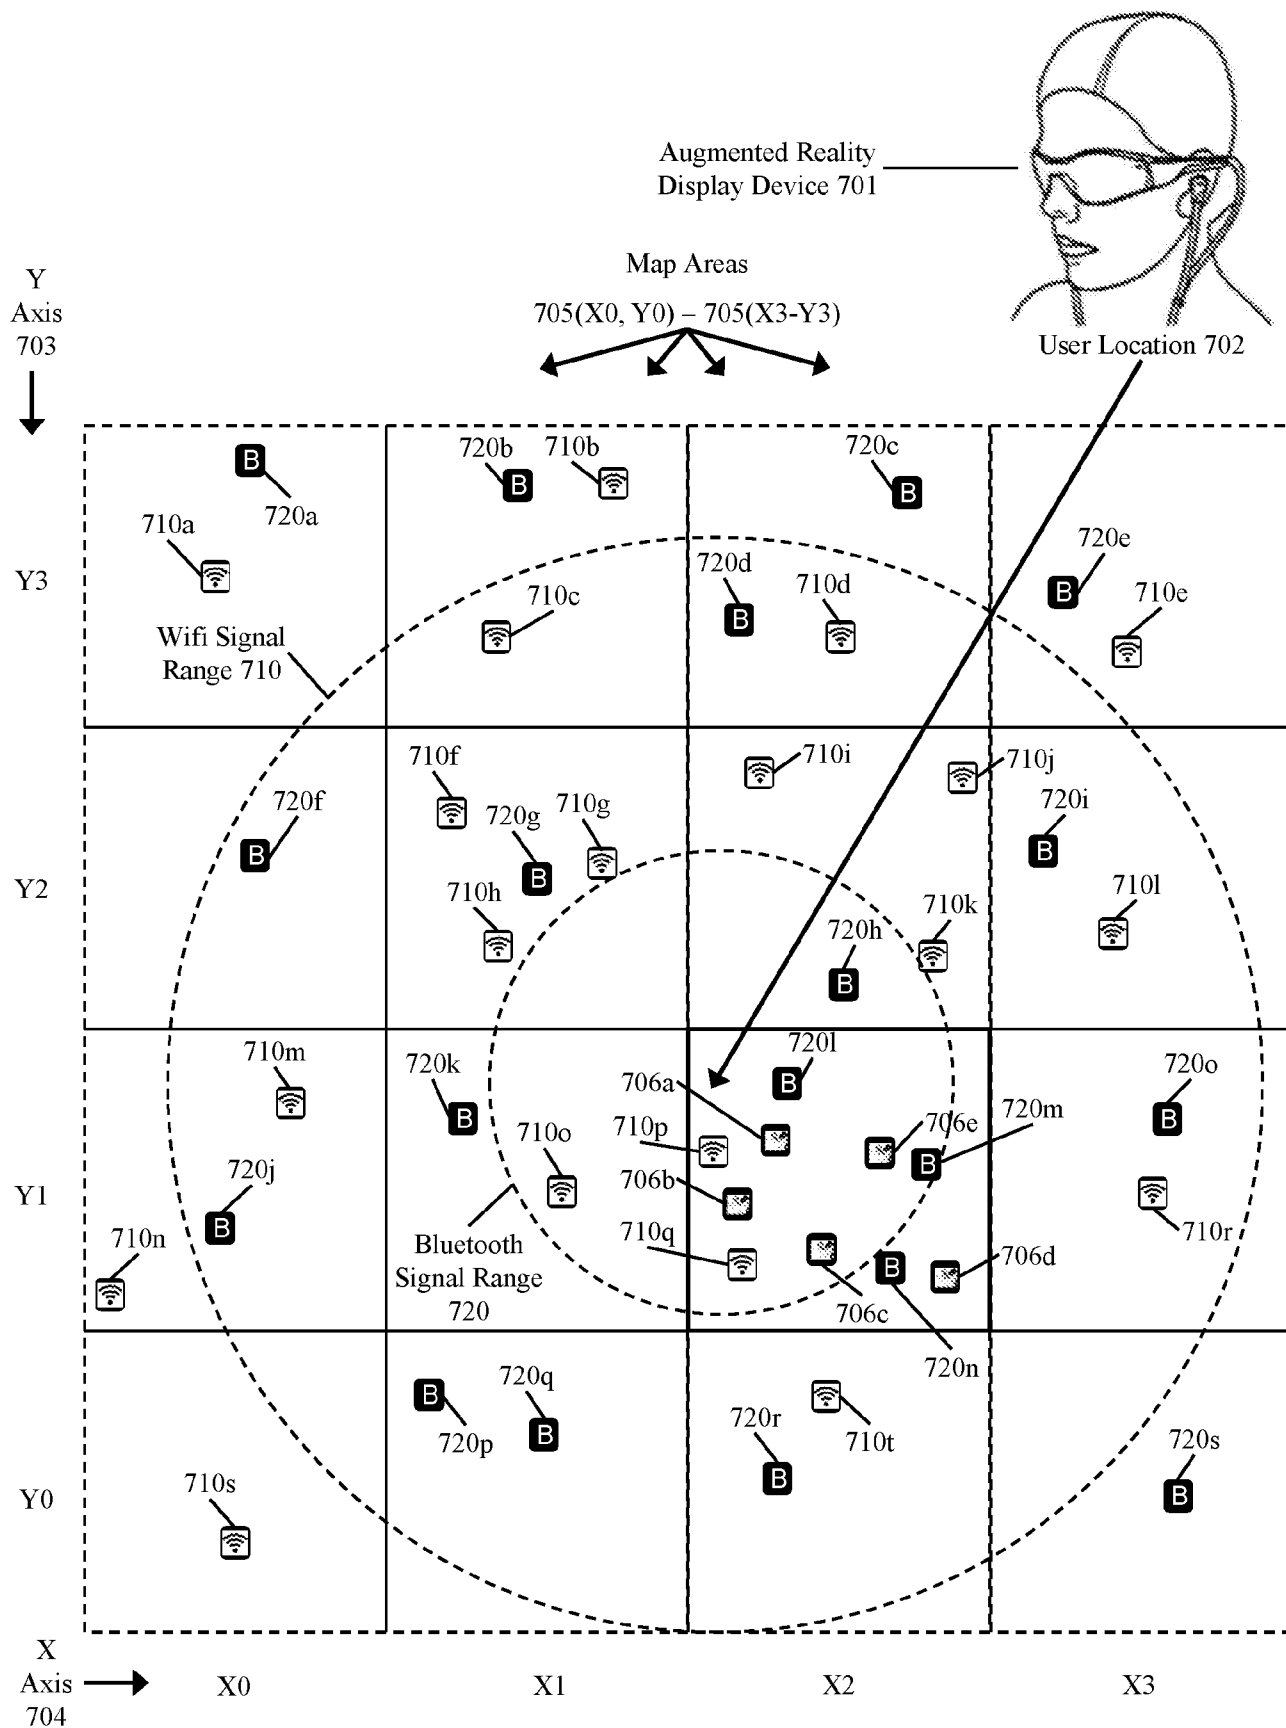 Augmented Reality
Display Device 701
Map Areas
705(X0, Y0) – 705(X3-Y3)
User Location 702
Y
Axis
703
720b
710b
720c
B
B
B
B
720a
710a
720e
Y3
720d
710d
B
710c
B
710e
Wifi Signal
Range 710
710f
710i
710j
720f
720g
710g
720i
B
B
B
Y2
710h
710k
710l
720h
B
710m
720k
706a
720l
B
720o
B
B
710o
710p
706e
720m
B
Y1
720j
706b
B
710n
710q
710r
Bluetooth
Signal Range
720
B
706d
706c
720n
B
720q
B
720p
720r
710t
720s
B
B
Y0
710s
X
Axis
704
X0
X1
X2
X3